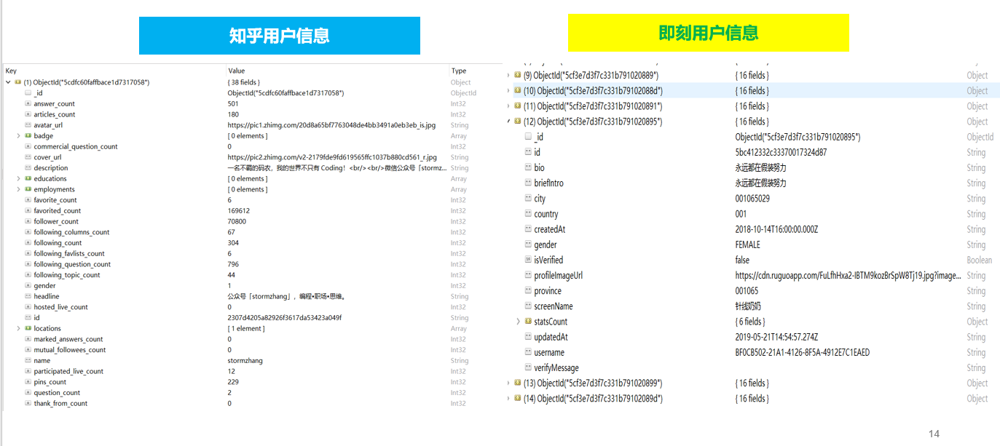 知乎用户信息
Key Value Type
(1) ObjectId("5cdfc60faffbace1d7317058") { 38 fields } Object
_id ObjectId("5cdfc60faffbace1d7317058") ObjectId
answer_count 501 Int32
articles_count 180 Int32
avatar_url https://pic1.zhimg.com/20d8a65bf7763048de4bb3491a0eb3eb_is.jpg String
badge [ 0 elements ] Array
commercial_question_count 0 Int32
cover_url https://pic2.zhimg.com/v2-2179fde9fd619565ffc1037b880cd561_r.jpg String
description 一名不羁的码农，我的世界不只有 Coding！<br/><br/>微信公众号「stormz... String
educations [ 0 elements ] Array
employments [ 0 elements ] Array
favorite_count 6 Int32
favorited_count 169612 Int32
follower_count 70800 Int32
following_columns_count 67 Int32
following_count 304 Int32
following_favlists_count 6 Int32
following_question_count 796 Int32
following_topic_count 44 Int32
gender 1 Int32
headline 公众号「stormzhang」，编程•职场•思维。 String
hosted_live_count 0 Int32
id 2307d4205a82926f3617da53423a049f String
locations [ 1 element ] Array
marked_answers_count 0 Int32
mutual_followees_count 0 Int32
name stormzhang String
participated_live_count 12 Int32
pins_count 229 Int32
question_count 2 Int32
thank_from_count 0 Int32
即刻用户信息
(9) ObjectId("5cf3e7d3f7c331b791020889") { 16 fields } Object
(10) ObjectId("5cf3e7d3f7c331b79102088d") { 16 fields } Object
(11) ObjectId("5cf3e7d3f7c331b791020891") { 16 fields } Object
(12) ObjectId("5cf3e7d3f7c331b791020895") { 16 fields } Object
_id ObjectId("5cf3e7d3f7c331b791020895") ObjectId
id 5bc412332c33370017324d87 String
bio 永远都在假装努力 String
briefIntro 永远都在假装努力 String
city 001065029 String
country 001 String
createdAt 2018-10-14T16:00:00.000Z String
gender FEMALE String
isVerified false Boolean
profileImageUrl https://cdn.ruguoapp.com/FuLfhHxa2-IBTM9kozBrSpW8Tj19.jpg?image... String
province 001065 String
screenName 针线奶奶 String
statsCount { 6 fields } Object
updatedAt 2019-05-21T14:54:57.274Z String
username BF0CB502-21A1-4126-8F5A-4912E7C1EAED String
verifyMessage String
(13) ObjectId("5cf3e7d3f7c331b791020899") { 16 fields } Object
(14) ObjectId("5cf3e7d3f7c331b79102089d") { 16 fields } Object
14